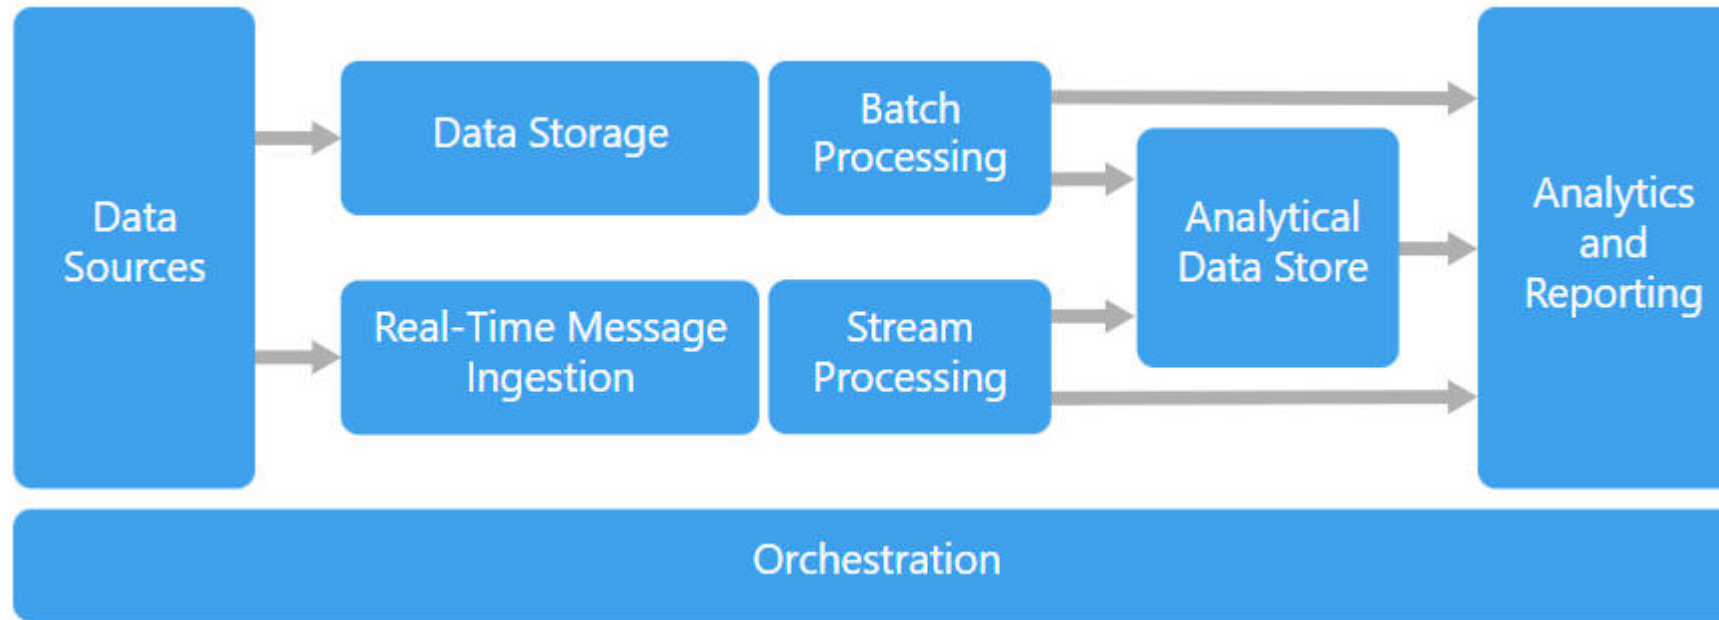 Data
Sources
Data Storage
Batch
Processing
Real-Time Message
Ingestion
Stream
Processing
Analytical
Data Store
Analytics
and
Reporting
Orchestration